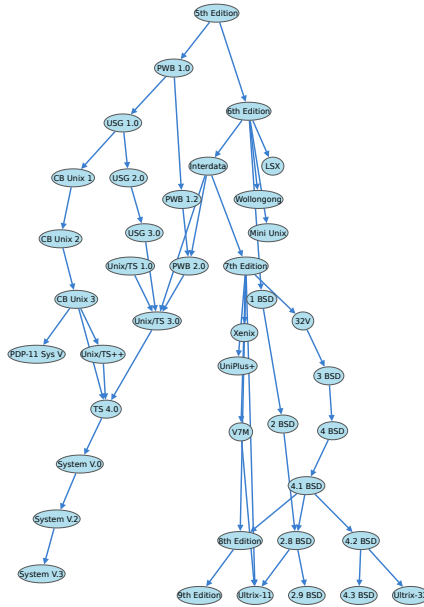 5th Edition
PWB 1.0
6th Edition
USG 1.0
Interdata
LSX
CB Unix 1
USG 2.0
PWB 1.2
Wollongong
USG 3.0
Mini Unix
CB Unix 2
Unix/TS 1.0
PWB 2.0
7th Edition
CB Unix 3
1 BSD
Unix/TS 3.0
32V
Xenix
PDP-11 Sys V
Unix/TS++
UniPlus+
3 BSD
TS 4.0
2 BSD
V7M
4 BSD
System V.0
4.1 BSD
System V.2
8th Edition
2.8 BSD
4.2 BSD
System V.3
9th Edition
Ultrix-11
2.9 BSD
4.3 BSD